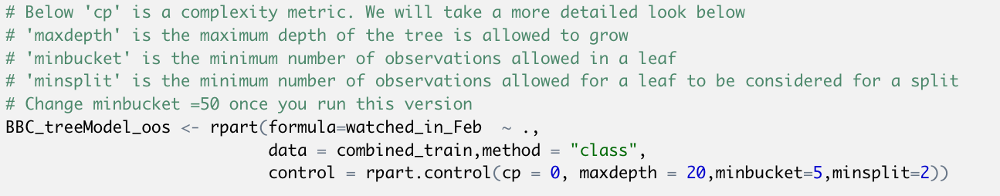 # Below 'cp' is a complexity metric. We will take a more detailed look below
# 'maxdepth' is the maximum depth of the tree is allowed to grow
# 'minbucket' is the minimum number of observations allowed in a leaf
# 'minsplit' is the minimum number of observations allowed for a leaf to be considered for a split
# Change minbucket =50 once you run this version
BBC_treeModel_oos <- rpart(formula=watched_in_Feb  ~ .,
                           data = combined_train,method = "class",
                           control = rpart.control(cp = 0, maxdepth = 20,minbucket=5,minsplit=2))